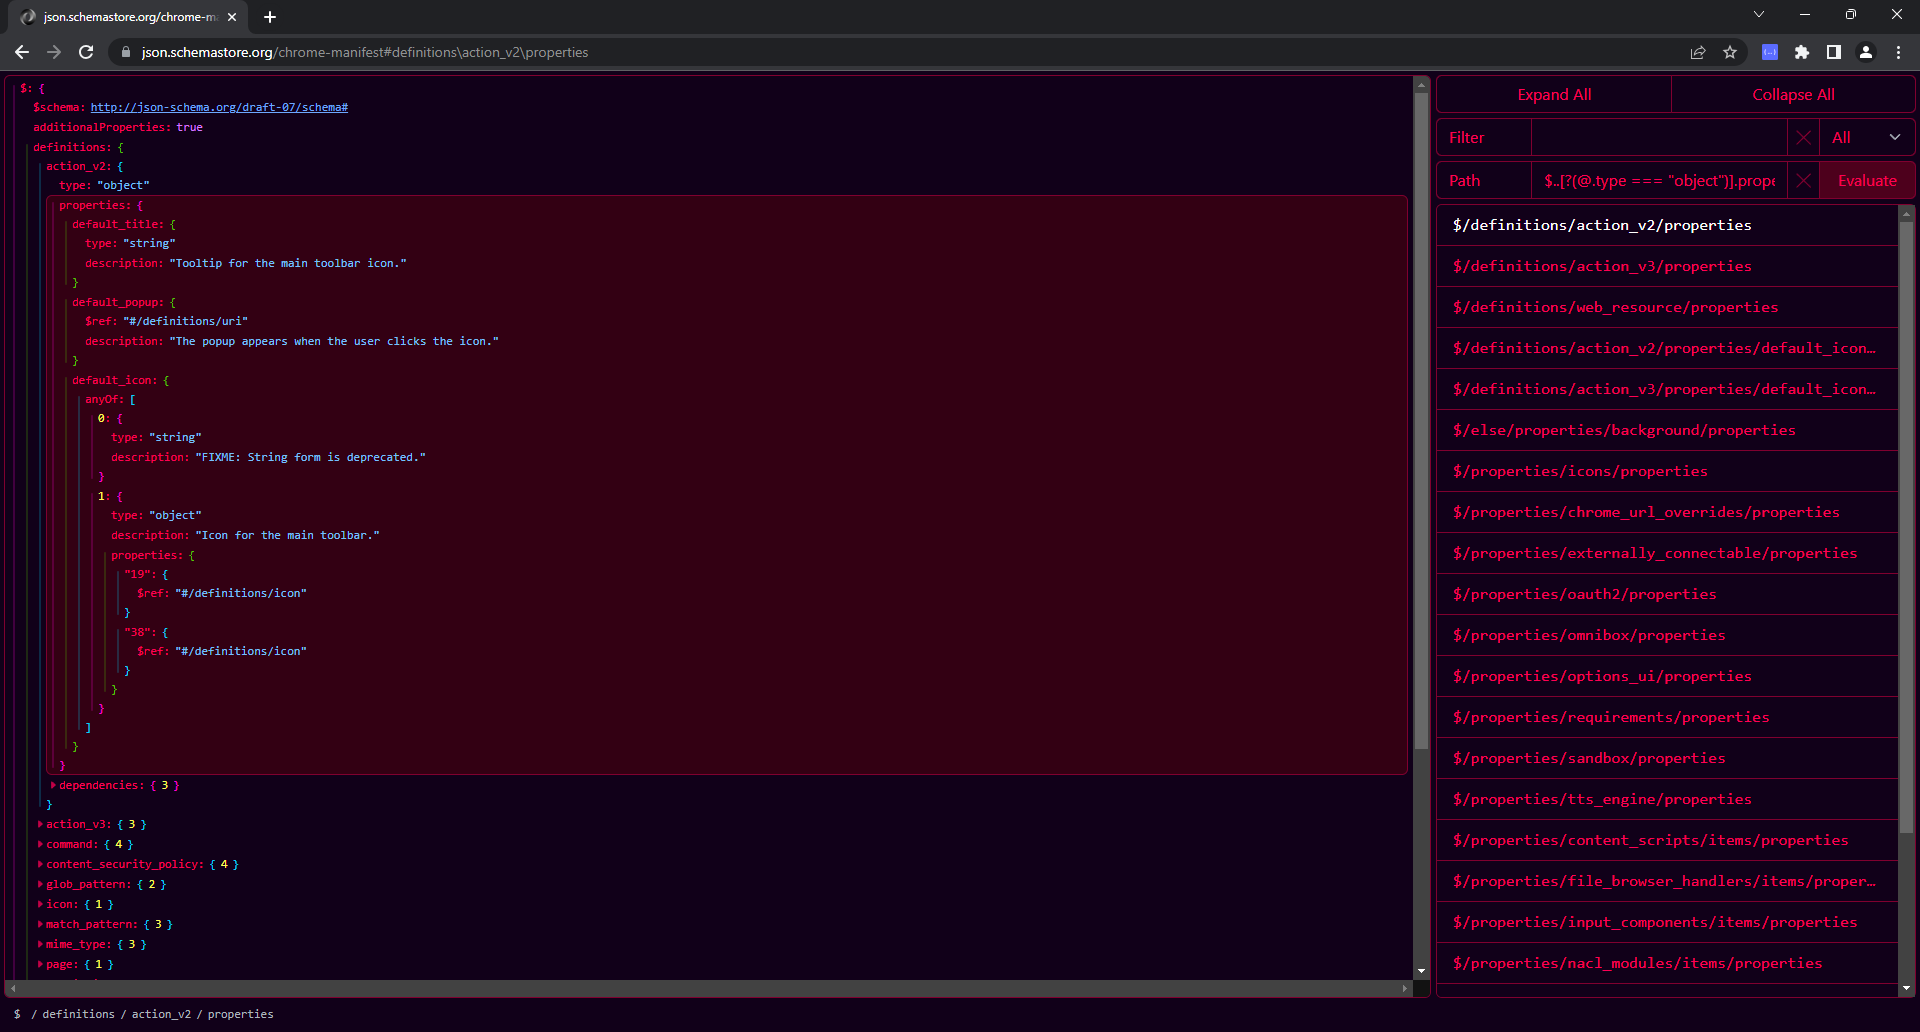 json.schemastore.org/chrome-m
json.schemastore.org/chrome-manifest#definitions\action_v2\properties
$: {
$schema: http://json-schema.org/draft-07/schema#
additionalProperties: true
definitions: {
action_v2: {
type: "object"
properties: {
default_title: {
type: "string"
description: "Tooltip for the main toolbar icon."
}
default_popup: {
$ref: "#/definitions/uri"
description: "The popup appears when the user clicks the icon."
}
default_icon: {
anyOf: [
0: {
type: "string"
description: "FIXME: String form is deprecated."
}
1: {
type: "object"
description: "Icon for the main toolbar."
properties: {
"19": {
$ref: "#/definitions/icon"
}
"38": {
$ref: "#/definitions/icon"
}
}
}
]
}
}
dependencies: { 3 }
}
action_v3: { 3 }
command: { 4 }
content_security_policy: { 4 }
glob_pattern: { 2 }
icon: { 1 }
match_pattern: { 3 }
mime_type: { 3 }
page: { 1 }
Expand All
Collapse All
Filter
All
Path
$..[?(@.type === "object")].prope
Evaluate
$/definitions/action_v2/properties
$/definitions/action_v3/properties
$/definitions/web_resource/properties
$/definitions/action_v2/properties/default_icon…
$/definitions/action_v3/properties/default_icon…
$/else/properties/background/properties
$/properties/icons/properties
$/properties/chrome_url_overrides/properties
$/properties/externally_connectable/properties
$/properties/oauth2/properties
$/properties/omnibox/properties
$/properties/options_ui/properties
$/properties/requirements/properties
$/properties/sandbox/properties
$/properties/tts_engine/properties
$/properties/content_scripts/items/properties
$/properties/file_browser_handlers/items/proper…
$/properties/input_components/items/properties
$/properties/nacl_modules/items/properties
$ / definitions / action_v2 / properties